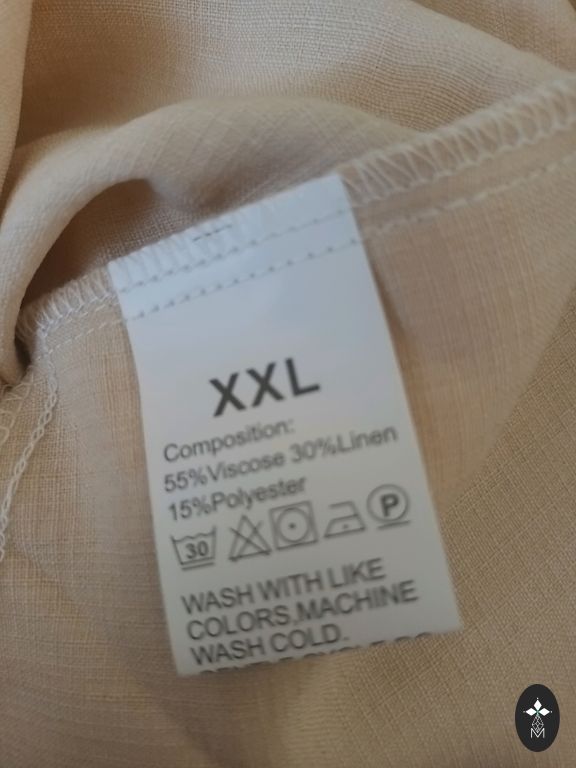 XXL
Composition:
55%Viscose 30%Linen
15%Polyester
30 P
WASH WITH LIKE
COLORS,MACHINE
WASH COLD.
M